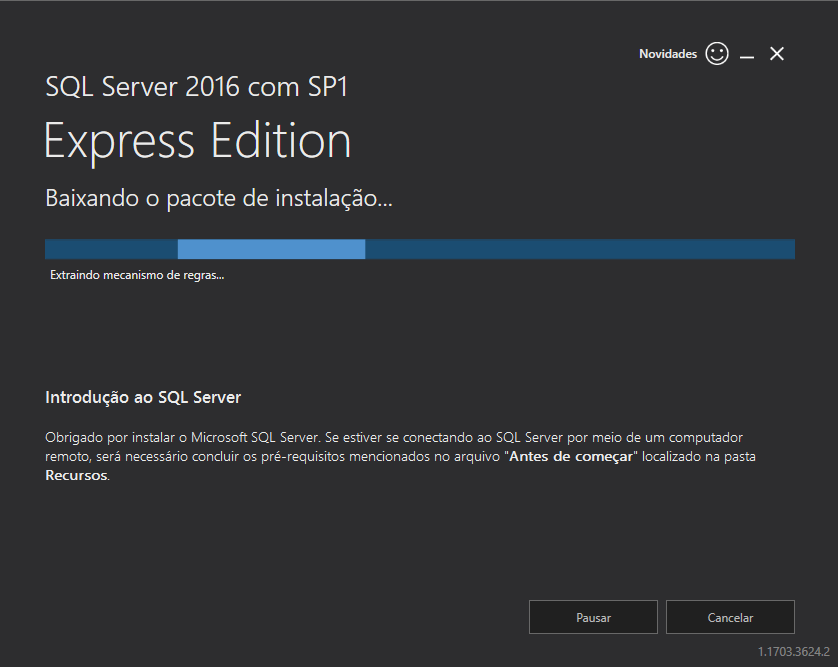 Novidades
SQL Server 2016 com SP1
Express Edition
Baixando o pacote de instalação...
Extraindo mecanismo de regras...
Introdução ao SQL Server
Obrigado por instalar o Microsoft SQL Server. Se estiver se conectando ao SQL Server por meio de um computador
remoto, será necessário concluir os pré-requisitos mencionados no arquivo "Antes de começar" localizado na pasta
Recursos.
Pausar
Cancelar
1.1703.3624.2